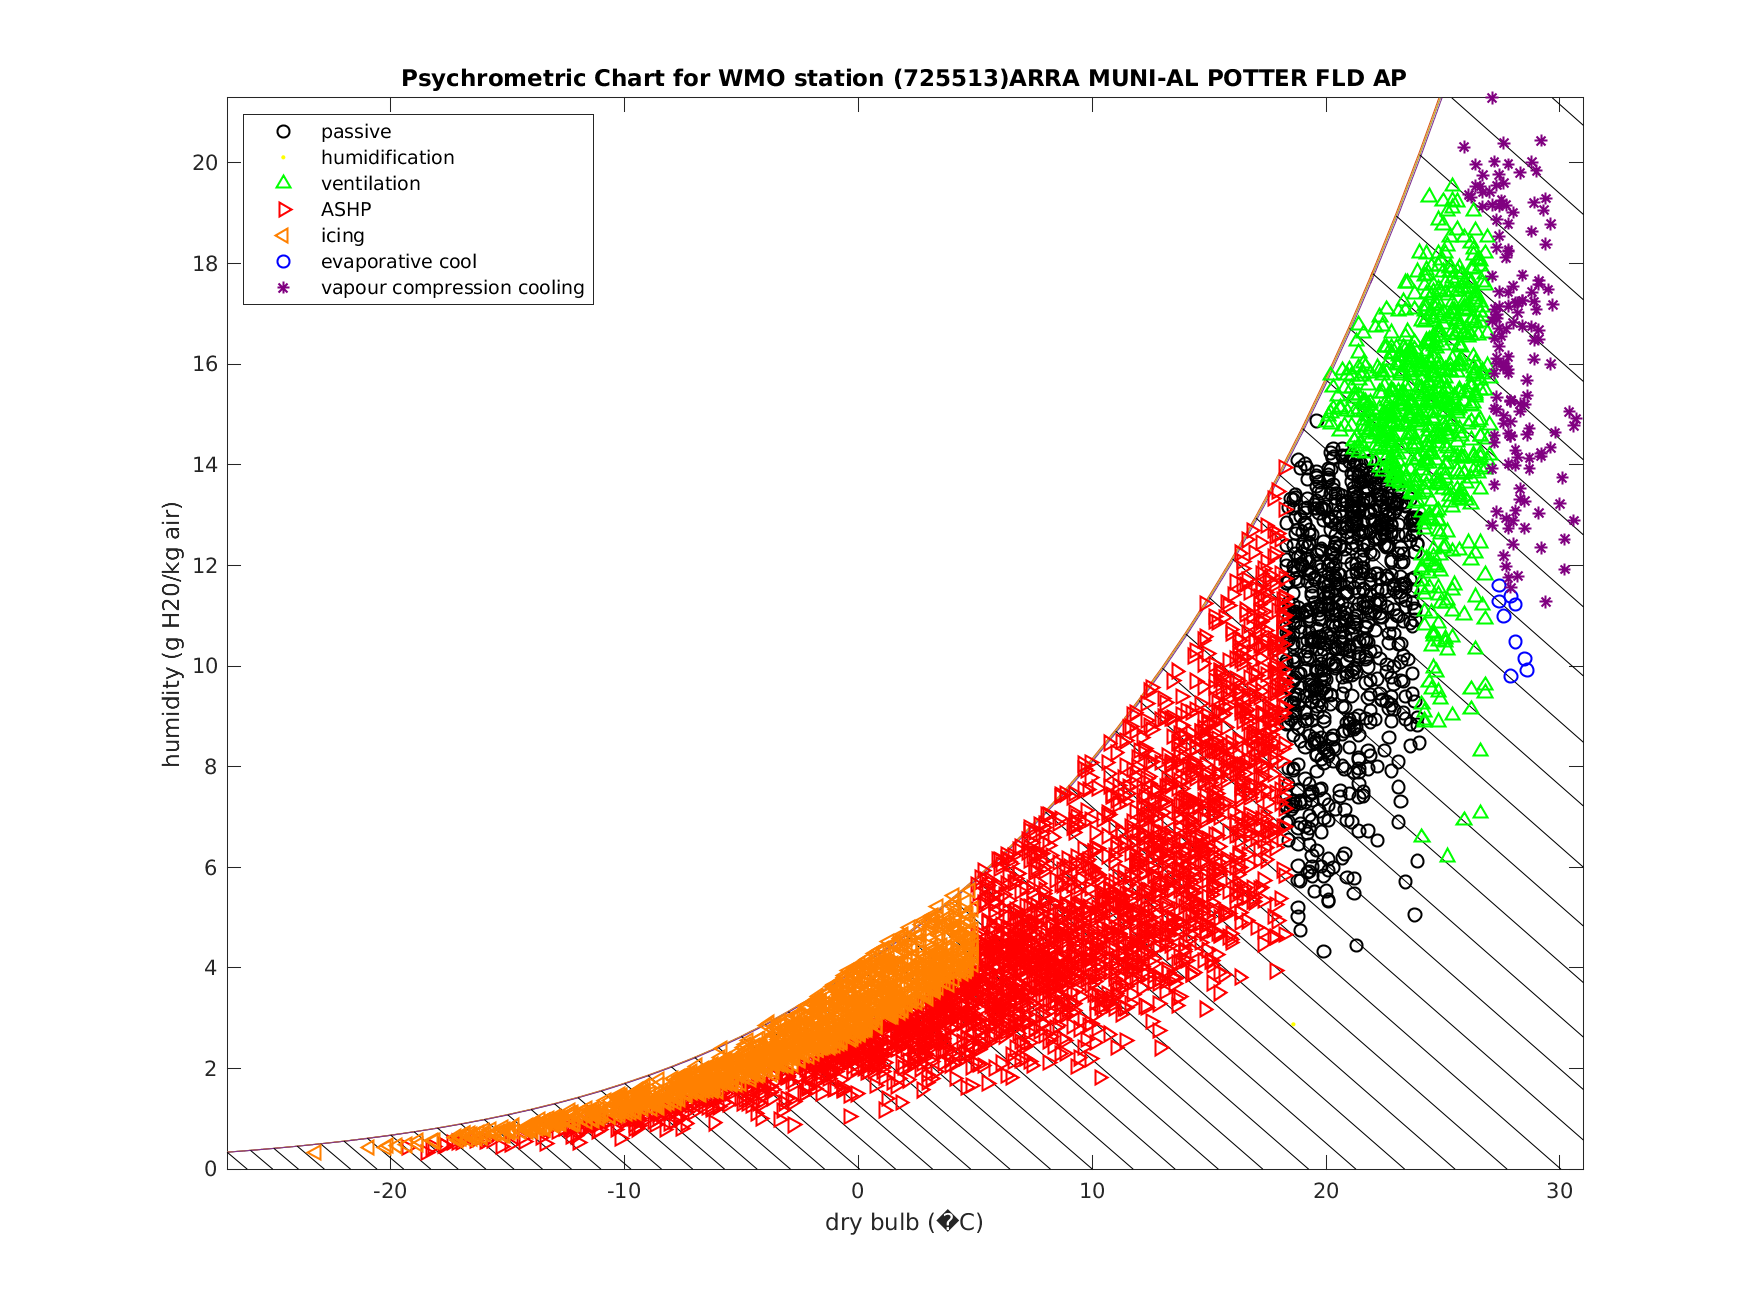 Psychrometric Chart for WMO station (725513)ARRA MUNI-AL POTTER FLD AP
passive
humidification
ventilation
ASHP
icing
evaporative cool
vapour compression cooling
humidity (g H20/kg air)
20
18
16
14
12
10
8
6
4
2
0
-20 -10 0 10 20 30
dry bulb (�C)